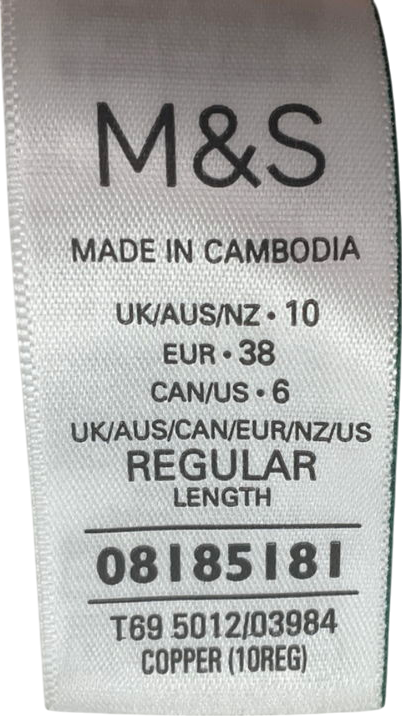 M&S
MADE IN CAMBODIA
UK/AUS/NZ • 10
EUR • 38
CAN/US • 6
UK/AUS/CAN/EUR/NZ/US
REGULAR
LENGTH
08185181
T69 5012/03984
COPPER (10REG)